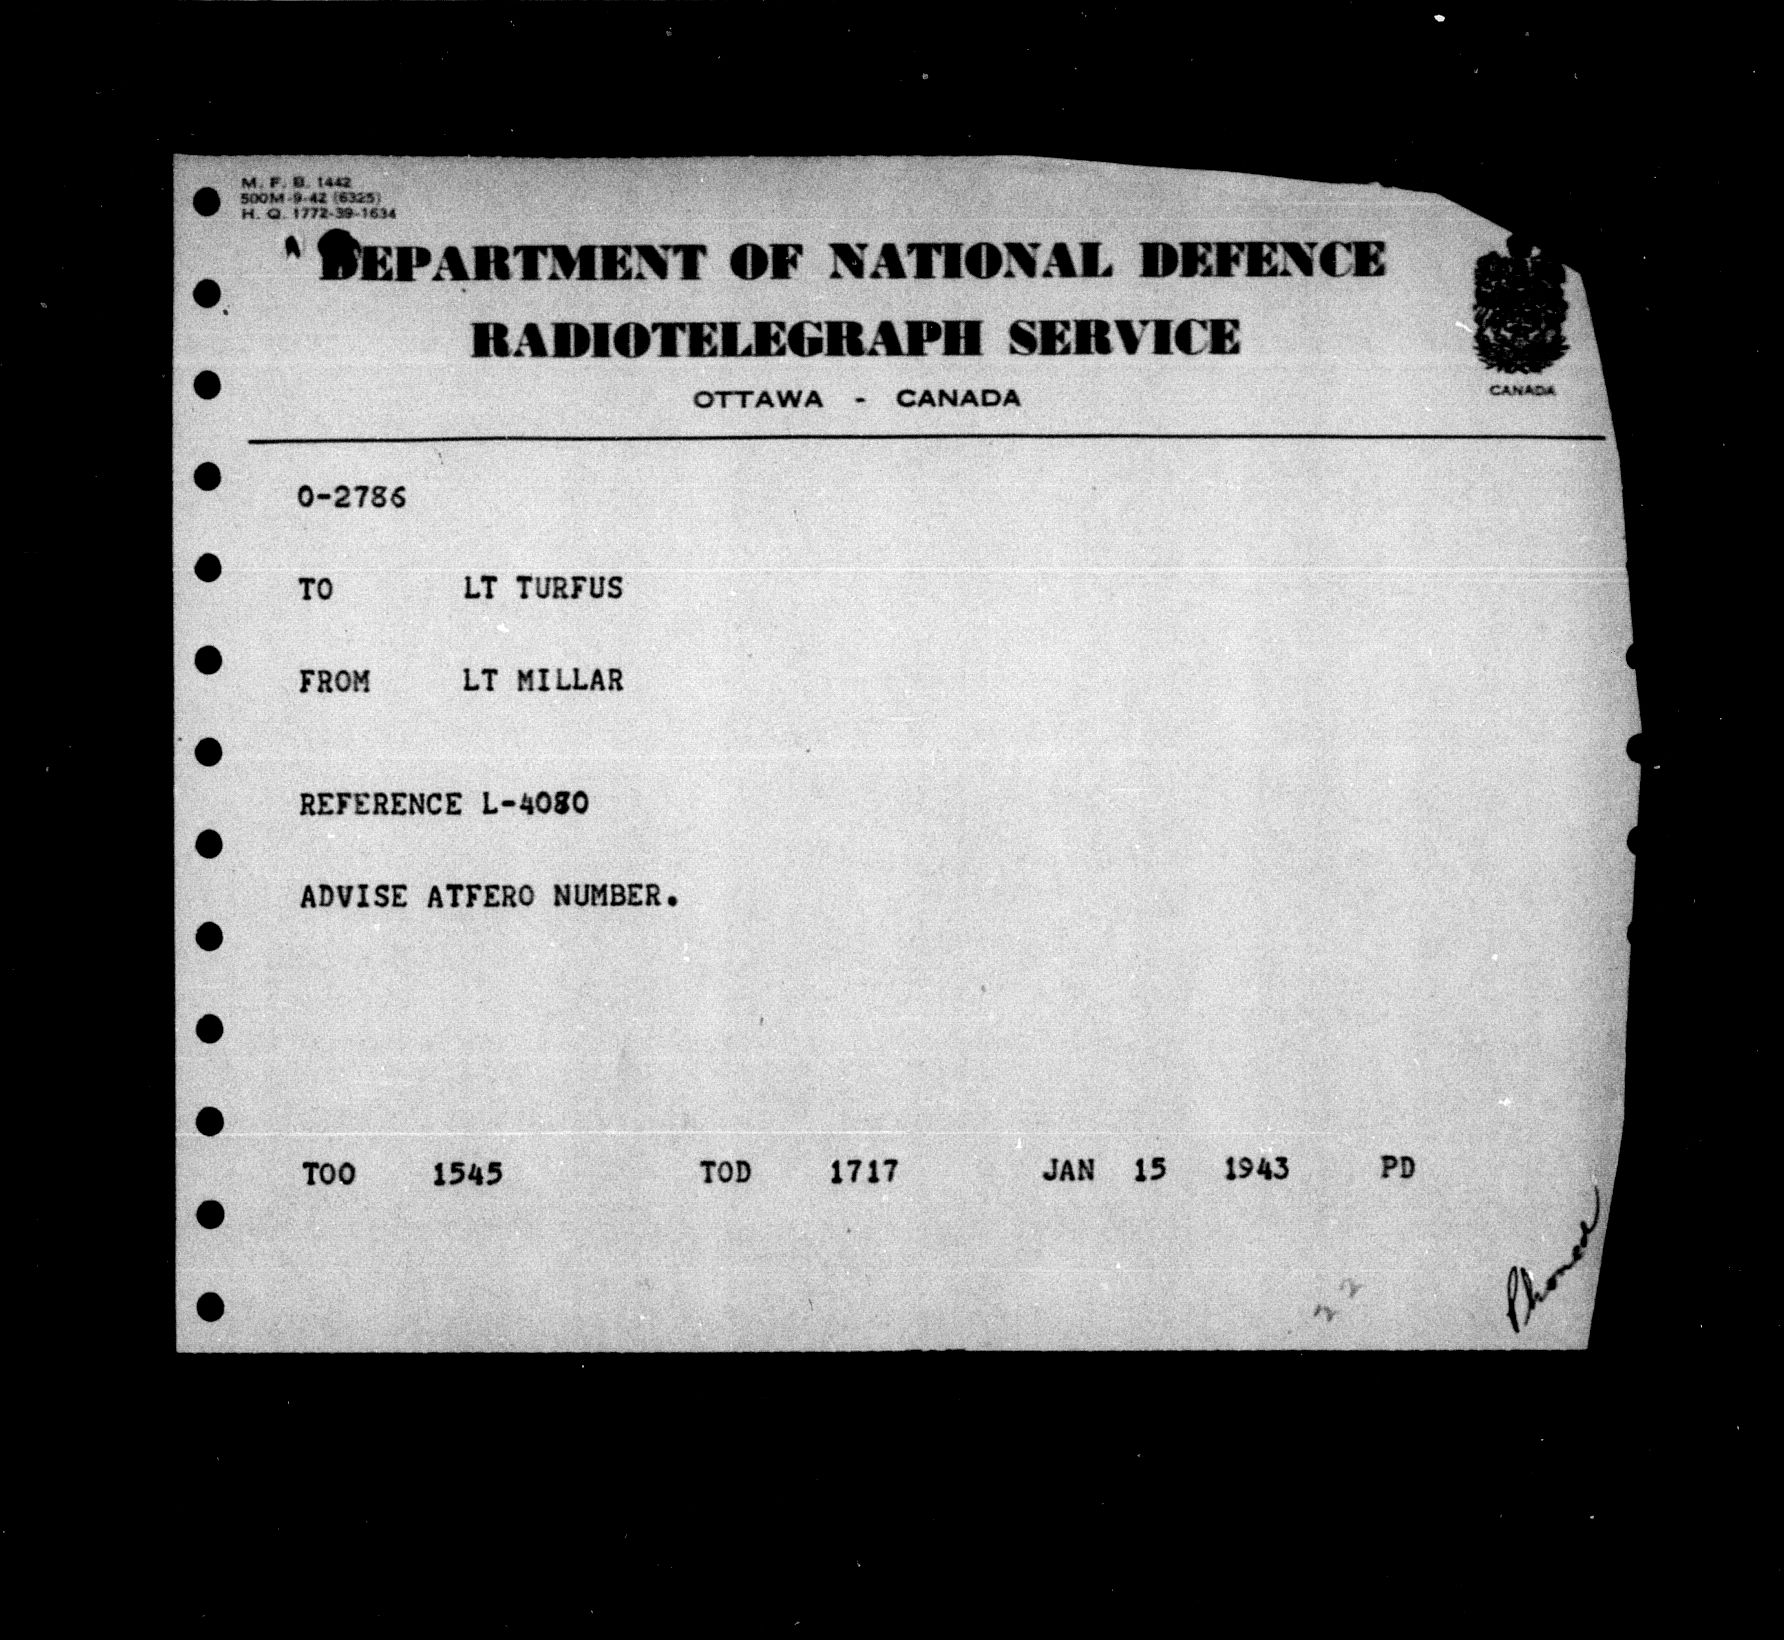 M. F. B. 1442
500M-9-42 (6325)
H. Q. 1772-39-1634
DEPARTMENT OF NATIONAL DEFENCE
RADIOTELEGRAPH SERVICE
OTTAWA - CANADA
CANADA
O-2786
TO LT TURFUS
FROM LT MILLAR
REFERENCE L-4080
ADVISE ATFERO NUMBER.
TOO 1545 TOD 1717 JAN 15 1943 PD
Phoned